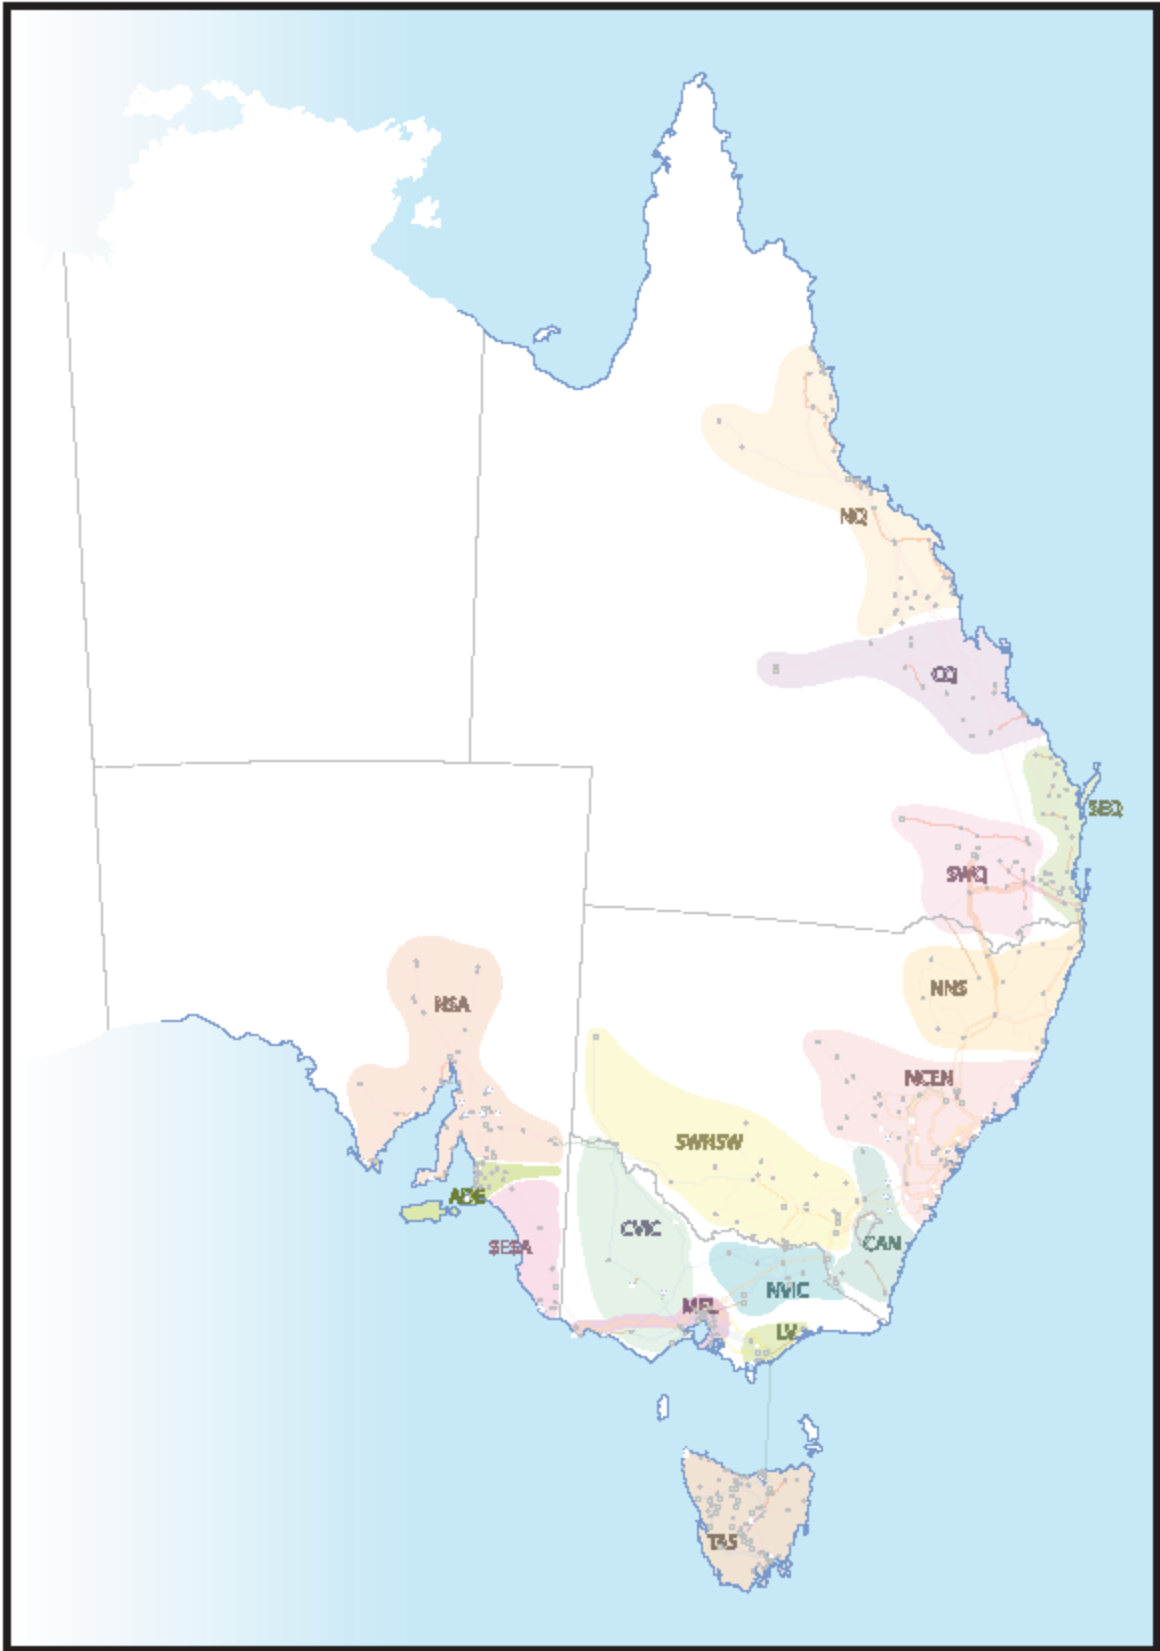 NQ
CQ
SEQ
SWQ
NNS
NSA
NCEN
SWNSW
ADE
CVIC
SESA
CAN
NVIC
MEL
LV
TAS